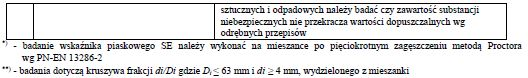 sztucznych i odpadowych należy badać czy zawartość substancji
niebezpiecznych nie przekracza wartości dopuszczalnych wg
odrębnych przepisów
*) - badanie wskaźnika piaskowego SE należy wykonać na mieszance po pięciokrotnym zagęszczeniu metodą Proctora
wg PN-EN 13286-2
**) - badania dotyczą kruszywa frakcji di/Di gdzie Di ≤ 63 mm i di ≥ 4 mm, wydzielonego z mieszanki